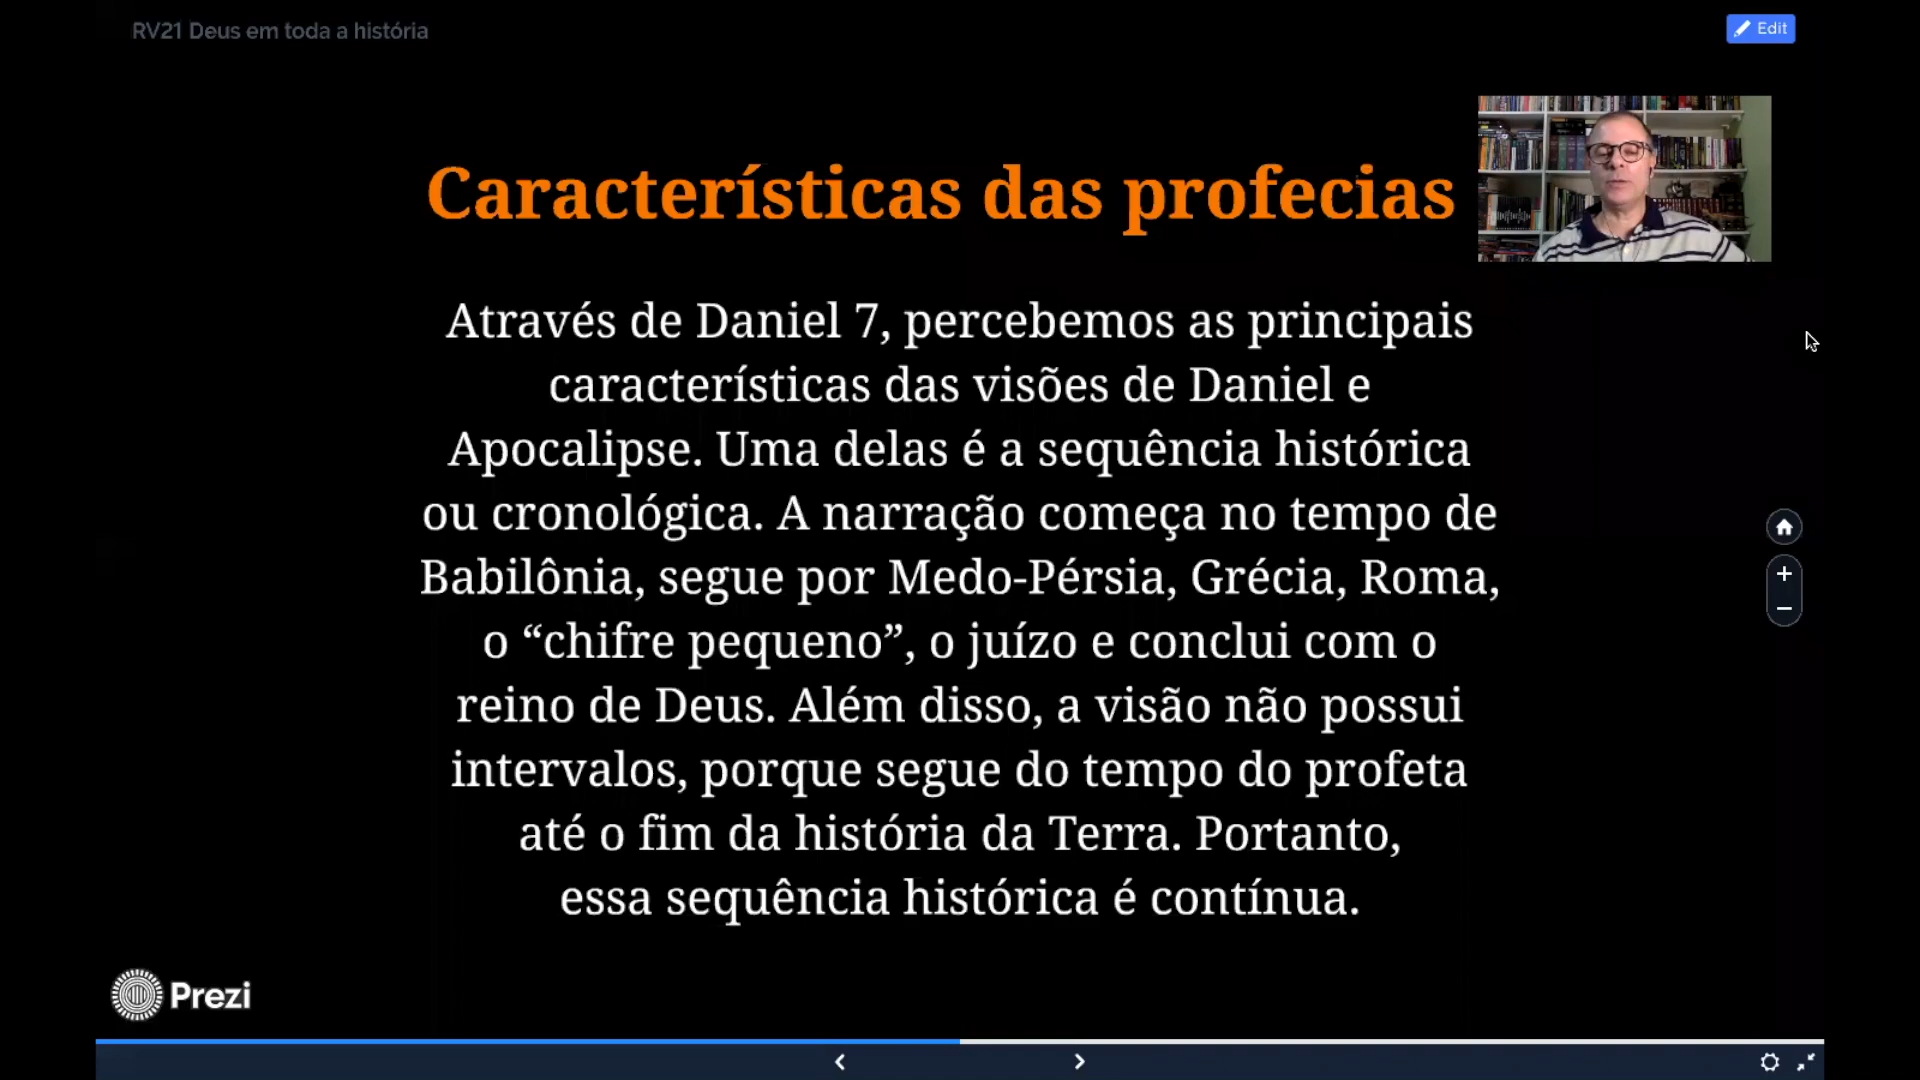 RV21 Deus em toda a história
Edit
Características das profecias
Através de Daniel 7, percebemos as principais
características das visões de Daniel e
Apocalipse. Uma delas é a sequência histórica
ou cronológica. A narração começa no tempo de
Babilônia, segue por Medo-Pérsia, Grécia, Roma,
o “chifre pequeno”, o juízo e conclui com o
reino de Deus. Além disso, a visão não possui
intervalos, porque segue do tempo do profeta
até o fim da história da Terra. Portanto,
essa sequência histórica é contínua.
Prezi